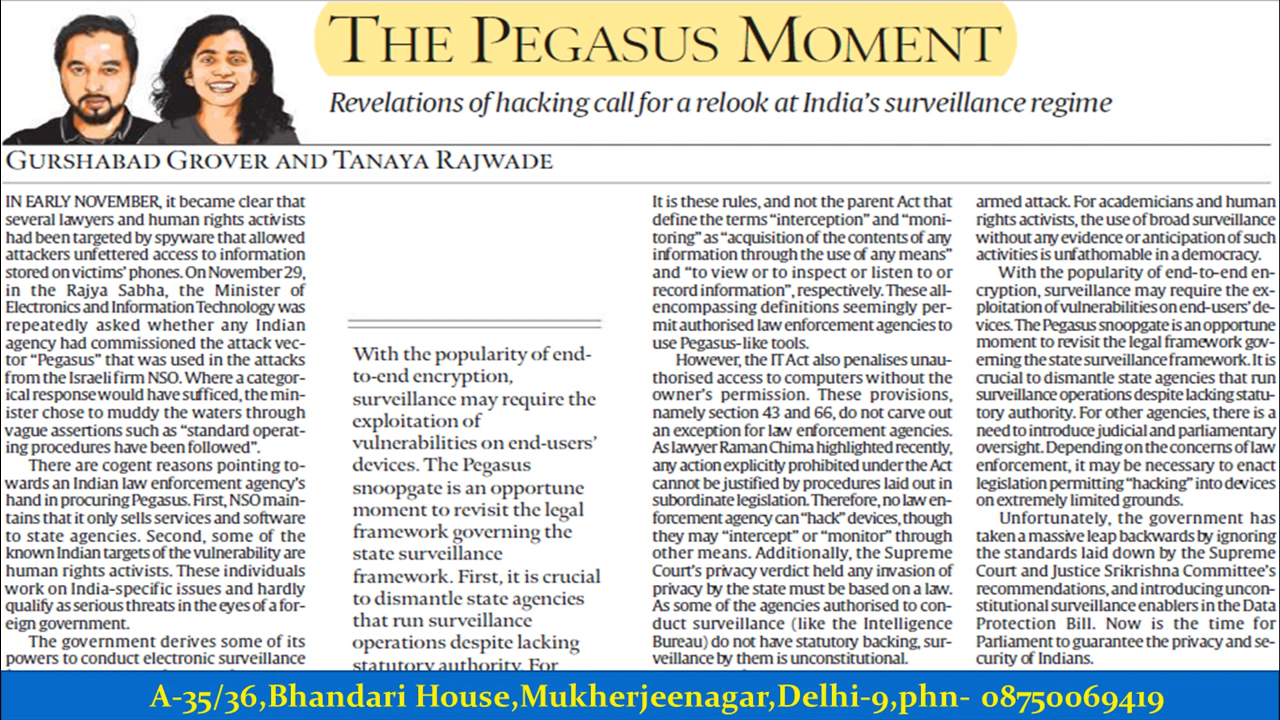 THE PEGASUS MOMENT
Revelations of hacking call for a relook at India's surveillance regime
GURSHABAD GROVER AND TANAYA RAJWADE
IN EARLY NOVEMBER, it became clear that
several lawyers and human rights activists
had been targeted by spyware that allowed
attackers unfettered access to information
stored on victims' phones. On November 29,
in the Rajya Sabha, the Minister of
Electronics and Information Technology was
repeatedly asked whether any Indian
agency had commissioned the attack vec-
tor "Pegasus" that was used in the attacks
from the Israeli firm NSO. Where a categor-
ical response would have sufficed, the min-
ister chose to muddy the waters through
vague assertions such as "standard operat-
ing procedures have been followed".
There are cogent reasons pointing to-
wards an Indian law enforcement agency's
hand in procuring Pegasus. First, NSO main-
tains that it only sells services and software
to state agencies. Second, some of the
known Indian targets of the vulnerability are
human rights activists. These individuals
work on India-specific issues and hardly
qualify as serious threats in the eyes of a for-
eign government.
The government derives some of its
powers to conduct electronic surveillance
With the popularity of end-
to-end encryption,
surveillance may require the
exploitation of
vulnerabilities on end-users'
devices. The Pegasus
snoopgate is an opportune
moment to revisit the legal
framework governing the
state surveillance
framework. First, it is crucial
to dismantle state agencies
that run surveillance
operations despite lacking
statutory authority. For
It is these rules, and not the parent Act that
define the terms "interception" and "moni-
toring" as "acquisition of the contents of any
information through the use of any means"
and "to view or to inspect or listen to or
record information", respectively. These all-
encompassing definitions seemingly per-
mit authorised law enforcement agencies to
use Pegasus-like tools.
However, the IT Act also penalises unau-
thorised access to computers without the
owner's permission. These provisions,
namely section 43 and 66, do not carve out
an exception for law enforcement agencies.
As lawyer Raman Chima highlighted recently,
any action explicitly prohibited under the Act
cannot be justified by procedures laid out in
subordinate legislation. Therefore, no law en-
forcement agency can "hack" devices, though
they may "intercept" or "monitor" through
other means. Additionally, the Supreme
Court's privacy verdict held any invasion of
privacy by the state must be based on a law.
As some of the agencies authorised to con-
duct surveillance (like the Intelligence
Bureau) do not have statutory backing, sur-
veillance by them is unconstitutional.
armed attack. For academicians and human
rights activists, the use of broad surveillance
without any evidence or anticipation of such
activities is unfathomable in a democracy.
With the popularity of end-to-end en-
cryption, surveillance may require the ex-
ploitation of vulnerabilities on end-users' de-
vices. The Pegasus snoopgate is an opportune
moment to revisit the legal framework gov-
erning the state surveillance framework. It is
crucial to dismantle state agencies that run
surveillance operations despite lacking statu-
tory authority. For other agencies, there is a
need to introduce judicial and parliamentary
oversight. Depending on the concerns of law
enforcement, it may be necessary to enact
legislation permitting "hacking" into devices
on extremely limited grounds.
Unfortunately, the government has
taken a massive leap backwards by ignoring
the standards laid down by the Supreme
Court and Justice Srikrishna Committee's
recommendations, and introducing uncon-
stitutional surveillance enablers in the Data
Protection Bill. Now is the time for
Parliament to guarantee the privacy and se-
curity of Indians.
A-35/36,Bhandari House,Mukherjeenagar,Delhi-9,phn- 08750069419